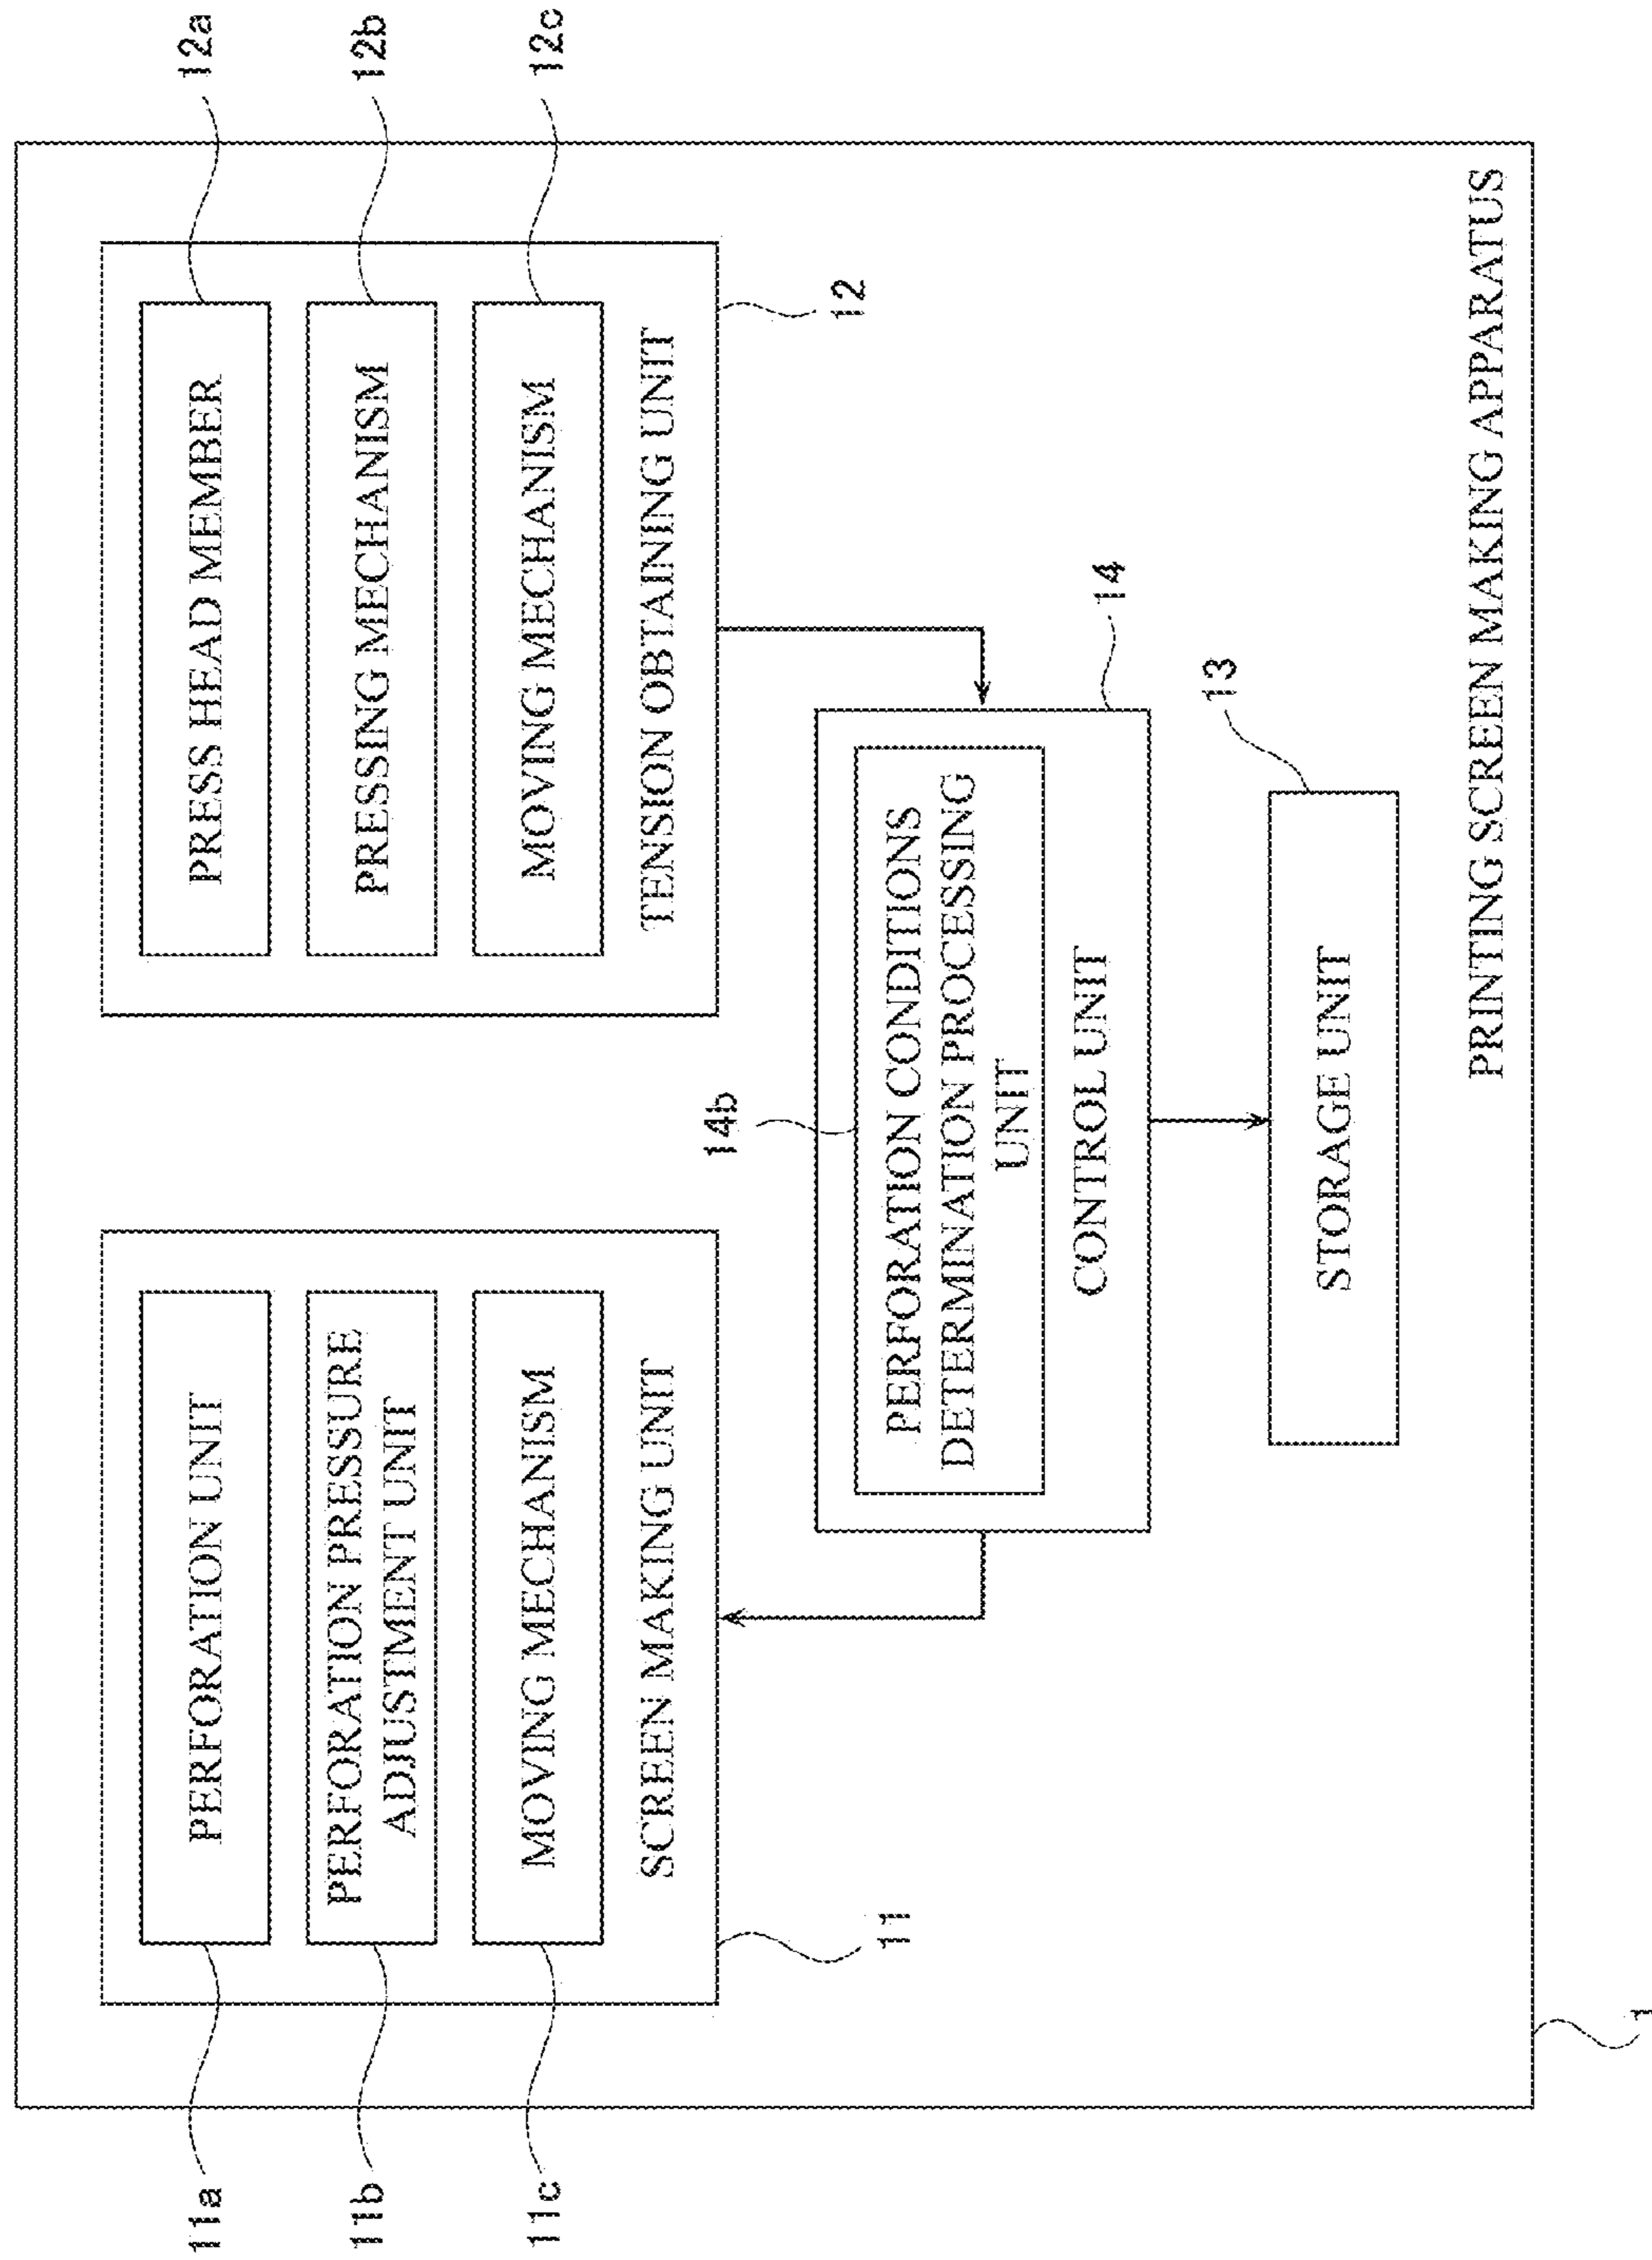 11a
PERFORATION UNIT
11b
PERFORATION PRESSURE
ADJUSTMENT UNIT
11c
MOVING MECHANISM
SCREEN MAKING UNIT
11
12a
PRESS HEAD MEMBER
12b
PRESSING MECHANISM
12c
MOVING MECHANISM
TENSION OBTAINING UNIT
12
14b
PERFORATION CONDITIONS
DETERMINATION PROCESSING
UNIT
CONTROL UNIT
14
STORAGE UNIT
13
PRINTING SCREEN MAKING APPARATUS
1